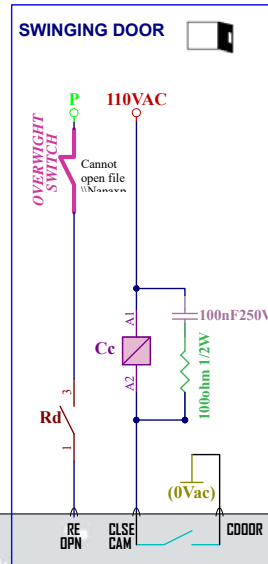 SWINGING DOOR
P
110VAC
OVERWIGHT
SWITCH
Cannot
open file
A1
100nF250V
Cc
A2
100ohm 1/2W
3
Rd
1
(0Vac)
RE
OPN
CLSE
CAM
CDOOR